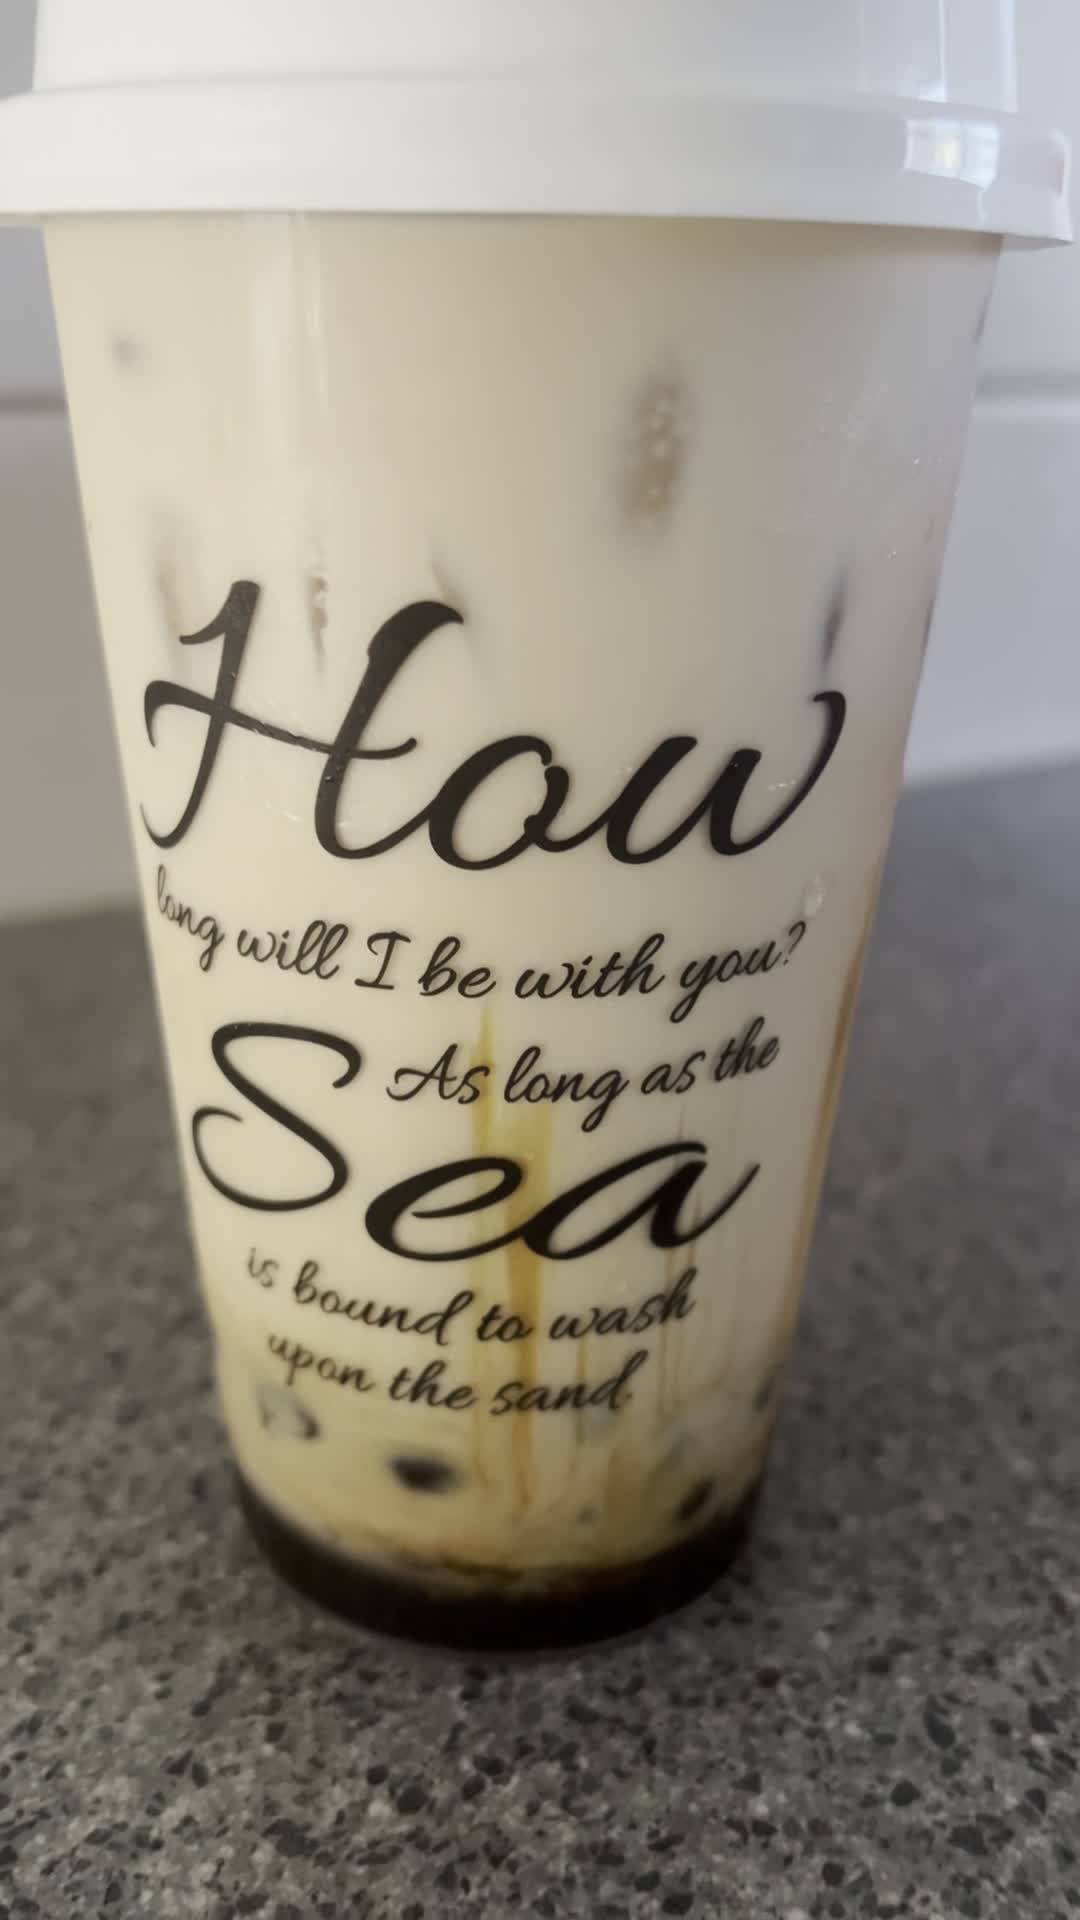 How
long will I be with you?
As long as the
Sea
is bound to wash
upon the sand.